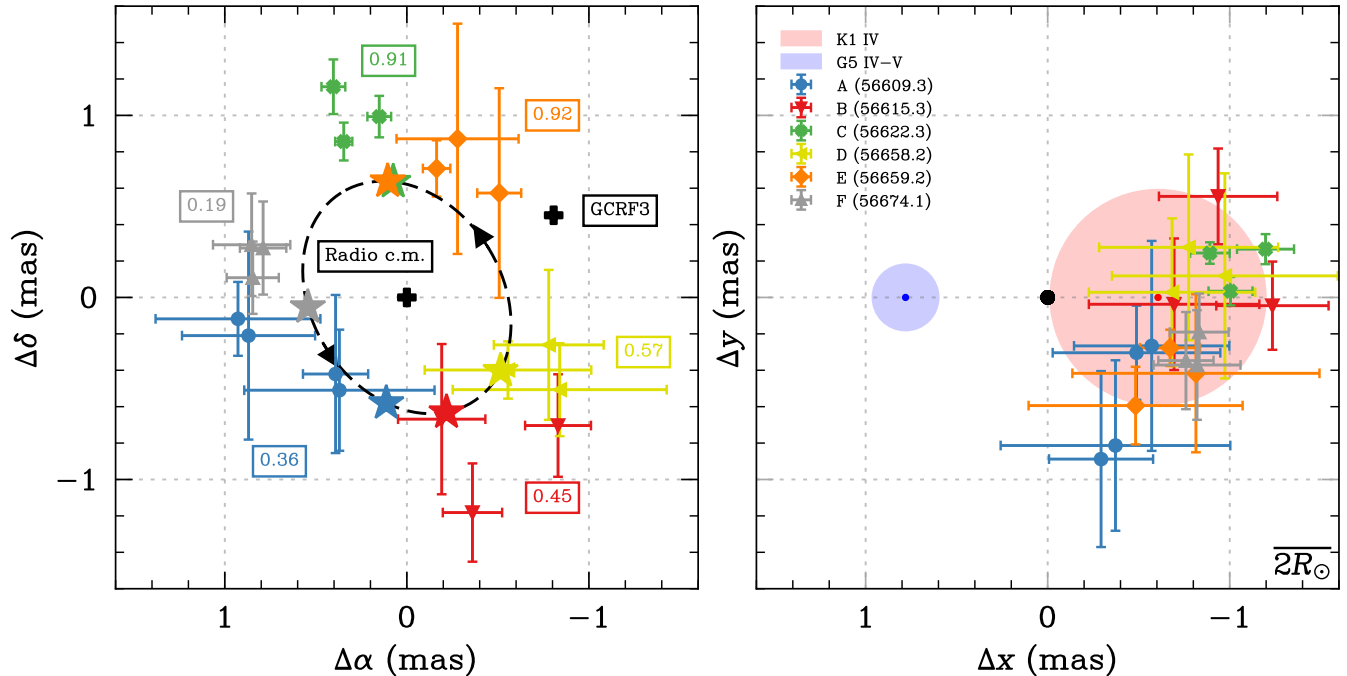 0.91
0.92
0.19
GCRF3
Radio c.m.
0.57
0.36
0.45
1
0
−1
1
0
−1
Δδ (mas)
Δα (mas)
K1 IV
G5 IV−V
A (56609.3)
B (56615.3)
C (56622.3)
D (56658.2)
E (56659.2)
F (56674.1)
2R☉
1
0
−1
Δy (mas)
Δx (mas)